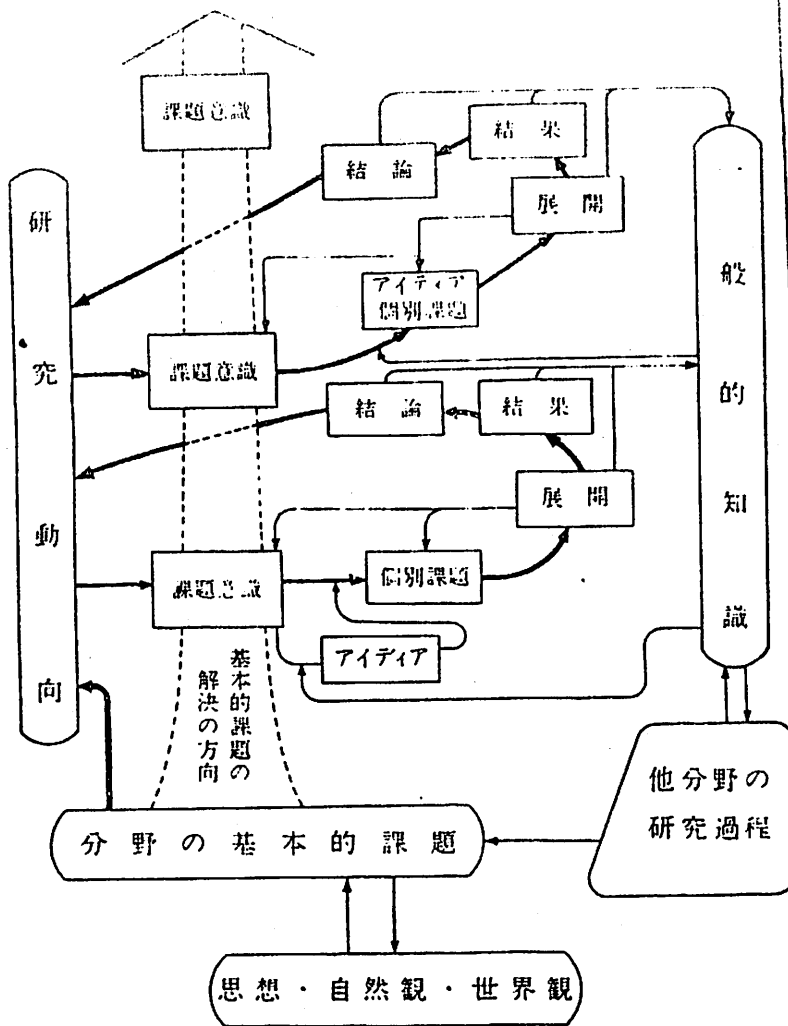 課題意識
結果
結論
展開
研究動向
一般的知識
アイディア
個別課題
課題意識
結果
結論
展開
課題意識
個別課題
アイディア
基本的課題の
解決の方向
他分野の
研究過程
分野の基本的課題
思想・自然観・世界観